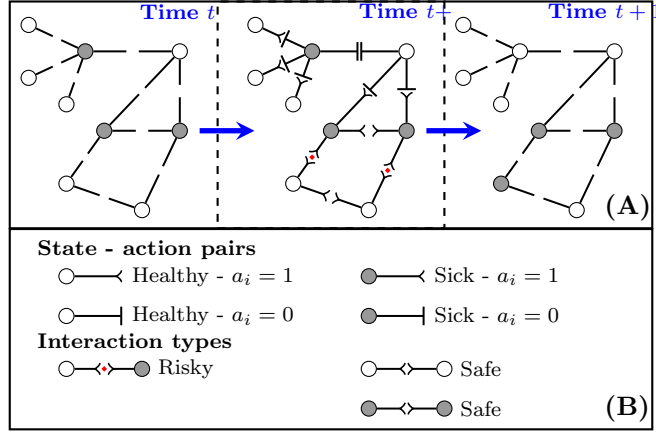 Time t Time t+ Time t + 1
(A)
State - action pairs
Healthy - a_i = 1 Sick - a_i = 1
Healthy - a_i = 0 Sick - a_i = 0
Interaction types
Risky Safe
Safe
(B)